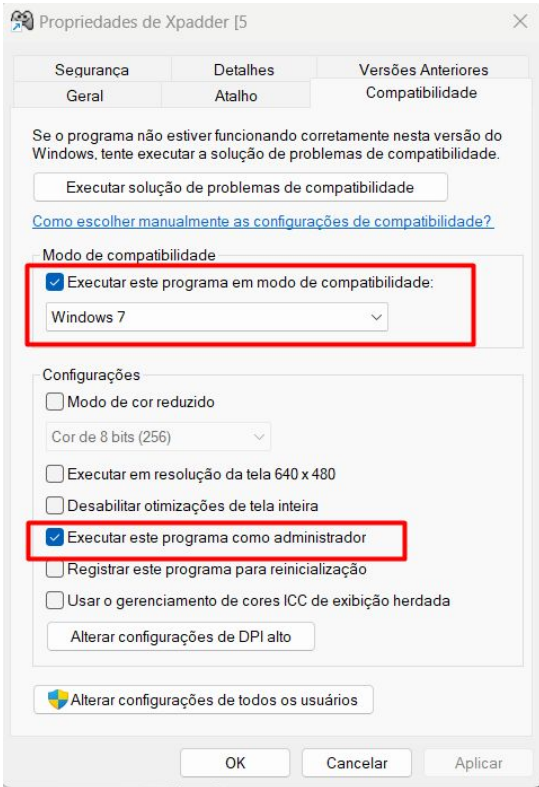 Propriedades de Xpadder [5
Segurança Detalhes Versões Anteriores
Geral Atalho Compatibilidade
Se o programa não estiver funcionando corretamente nesta versão do
Windows, tente executar a solução de problemas de compatibilidade.
Executar solução de problemas de compatibilidade
Como escolher manualmente as configurações de compatibilidade?
Modo de compatibilidade
Executar este programa em modo de compatibilidade:
Windows 7
Configurações
Modo de cor reduzido
Cor de 8 bits (256)
Executar em resolução da tela 640 x 480
Desabilitar otimizações de tela inteira
Executar este programa como administrador
Registrar este programa para reinicialização
Usar o gerenciamento de cores ICC de exibição herdada
Alterar configurações de DPI alto
Alterar configurações de todos os usuários
OK Cancelar Aplicar